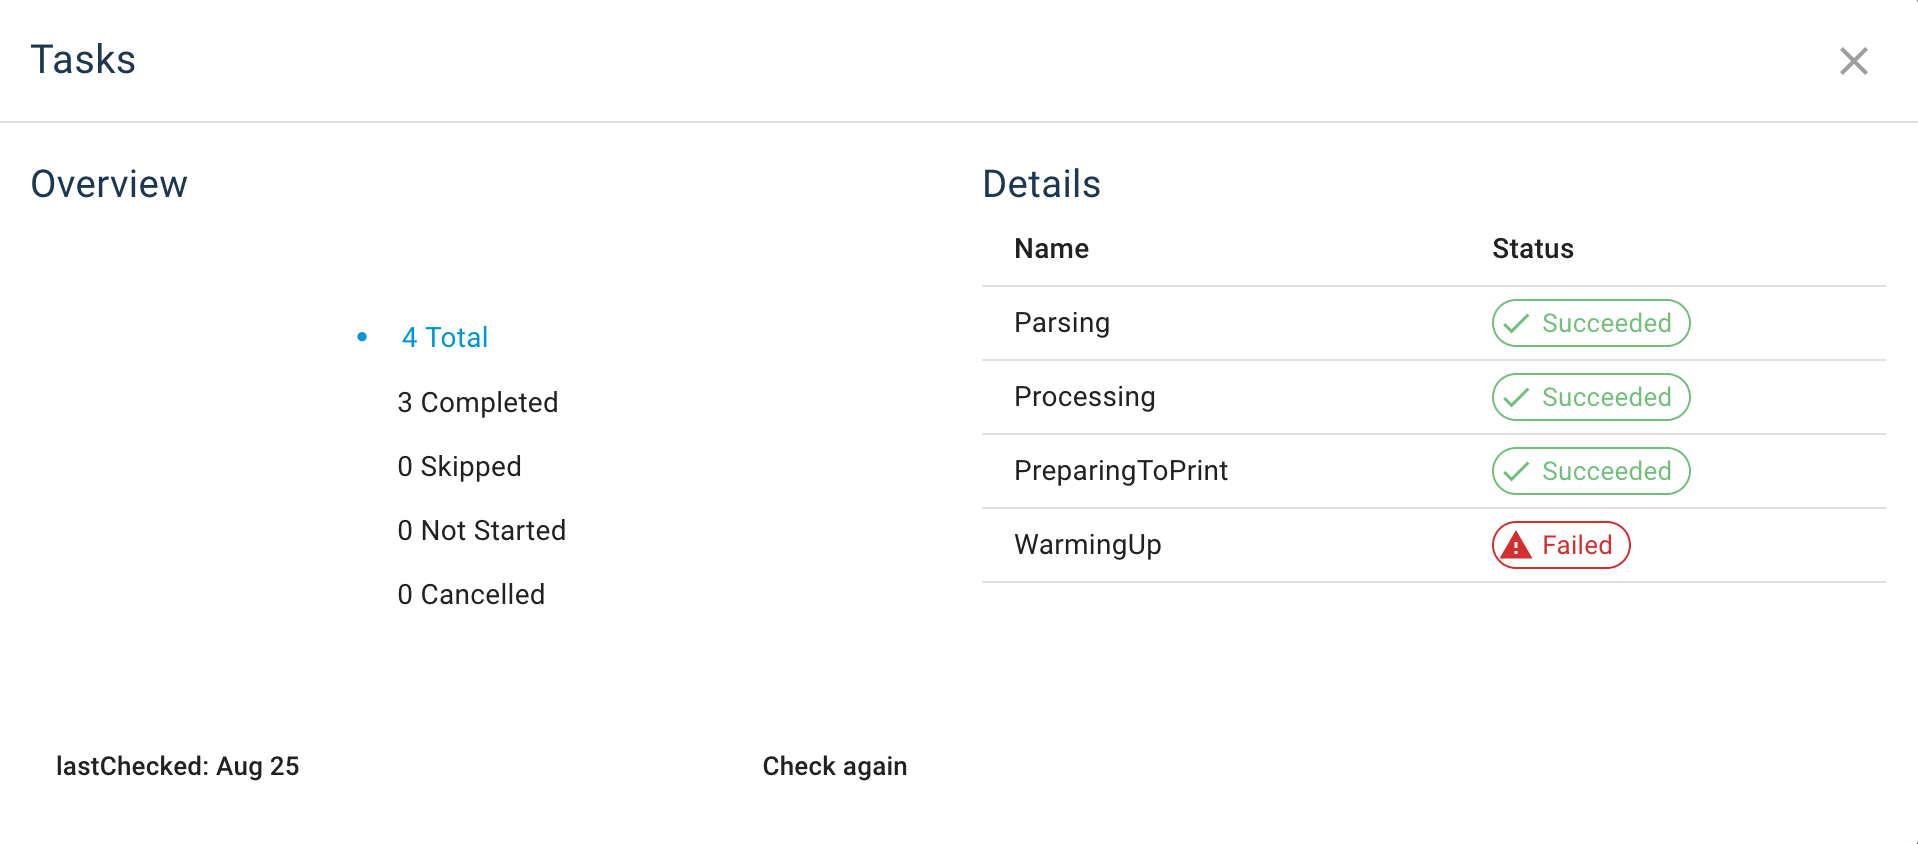 Tasks
Overview
• 4 Total
3 Completed
0 Skipped
0 Not Started
0 Cancelled
lastChecked: Aug 25
Check again
Details
Name Status
Parsing Succeeded
Processing Succeeded
PreparingToPrint Succeeded
WarmingUp Failed